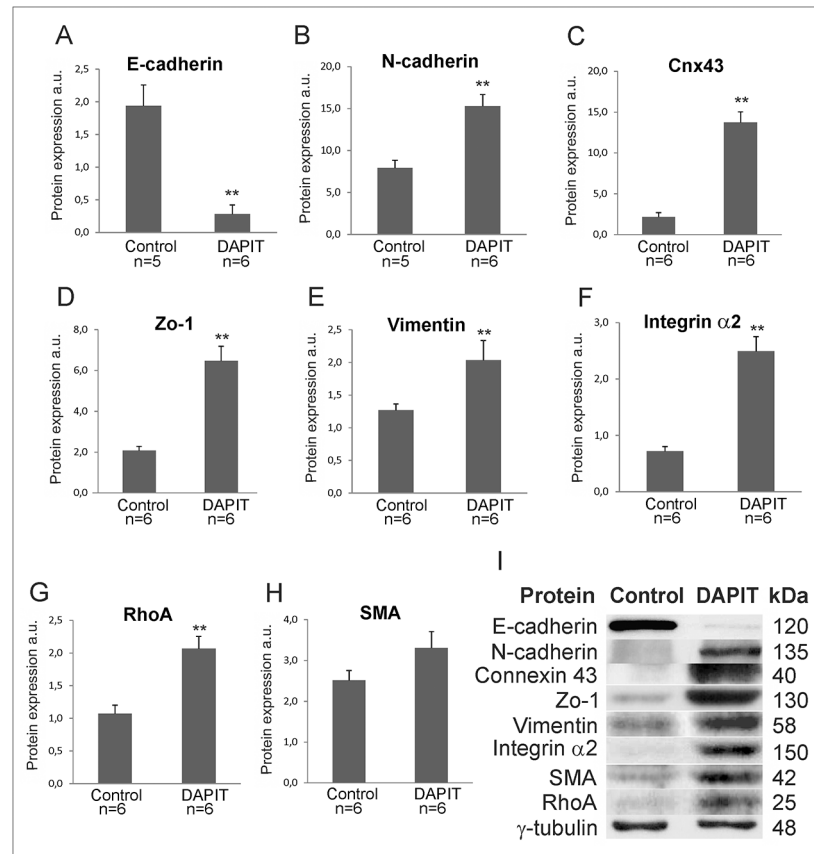 A
E-cadherin
Protein expression a.u.
2,5
2,0
1,5
1,0
0,5
0,0
**
Control
n=5
DAPIT
n=6
B
N-cadherin
Protein expression a.u.
20,0
15,0
10,0
5,0
0,0
**
Control
n=5
DAPIT
n=6
C
Cnx43
Protein expression a.u.
20,0
15,0
10,0
5,0
0,0
**
Control
n=6
DAPIT
n=6
D
Zo-1
Protein expression a.u.
8,0
6,0
4,0
2,0
0,0
**
Control
n=6
DAPIT
n=6
E
Vimentin
Protein expression a.u.
2,5
2,0
1,5
1,0
0,5
0,0
**
Control
n=6
DAPIT
n=6
F
Integrin α2
Protein expression a.u.
3,0
2,0
1,0
0,0
**
Control
n=6
DAPIT
n=6
G
RhoA
Protein expression a.u.
2,5
2,0
1,5
1,0
0,5
0,0
**
Control
n=6
DAPIT
n=6
H
SMA
Protein expression a.u.
5,0
4,0
3,0
2,0
1,0
0,0
Control
n=6
DAPIT
n=6
I
Protein Control DAPIT kDa
E-cadherin 120
N-cadherin 135
Connexin 43 40
Zo-1 130
Vimentin 58
Integrin α2 150
SMA 42
RhoA 25
γ-tubulin 48